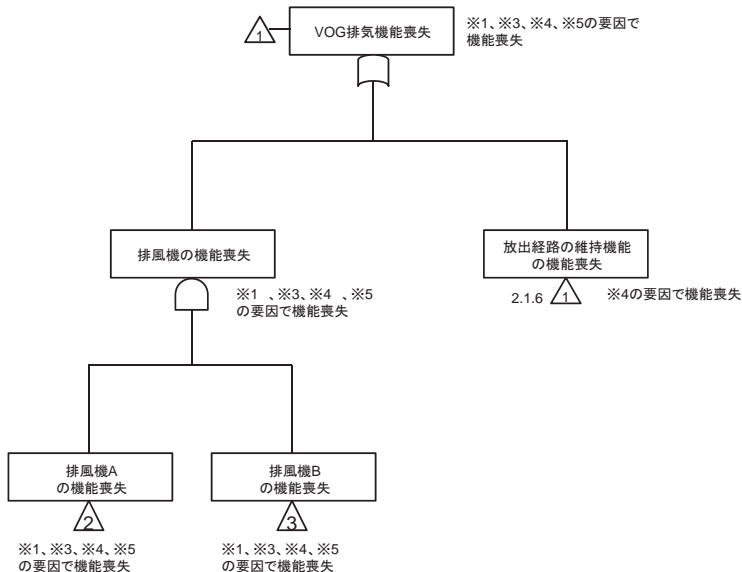 1
VOG排気機能喪失
※1、※3、※4、※5の要因で
機能喪失
排風機の機能喪失
※1 、※3、※4 、※5
の要因で機能喪失
放出経路の維持機能
の機能喪失
2.1.6
1
※4の要因で機能喪失
排風機A
の機能喪失
2
※1、※3、※4、※5
の要因で機能喪失
排風機B
の機能喪失
3
※1、※3、※4、※5
の要因で機能喪失